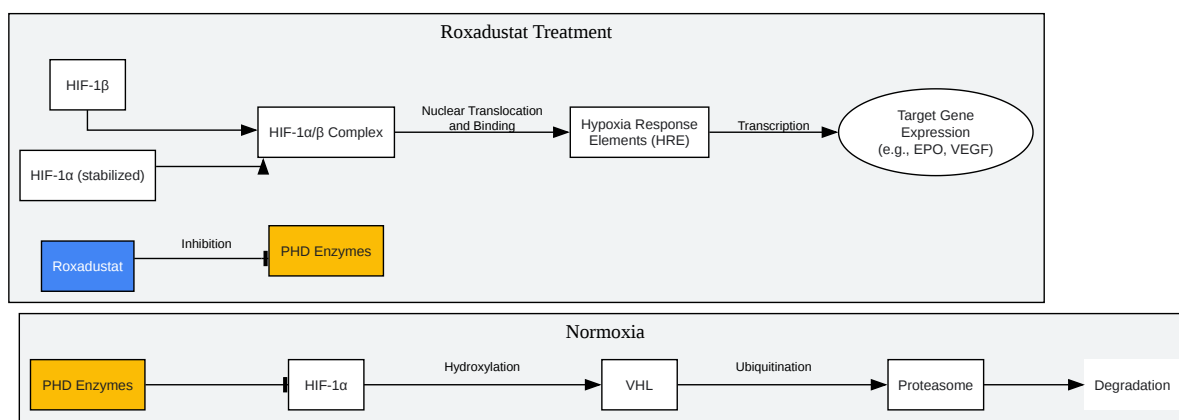 Roxadustat Treatment
HIF-1β
HIF-1α/β Complex
Nuclear Translocation
and Binding
Hypoxia Response
Elements (HRE)
Transcription
Target Gene
Expression
(e.g., EPO, VEGF)
HIF-1α (stabilized)
Roxadustat
Inhibition
PHD Enzymes
Normoxia
PHD Enzymes
HIF-1α
Hydroxylation
VHL
Ubiquitination
Proteasome
Degradation